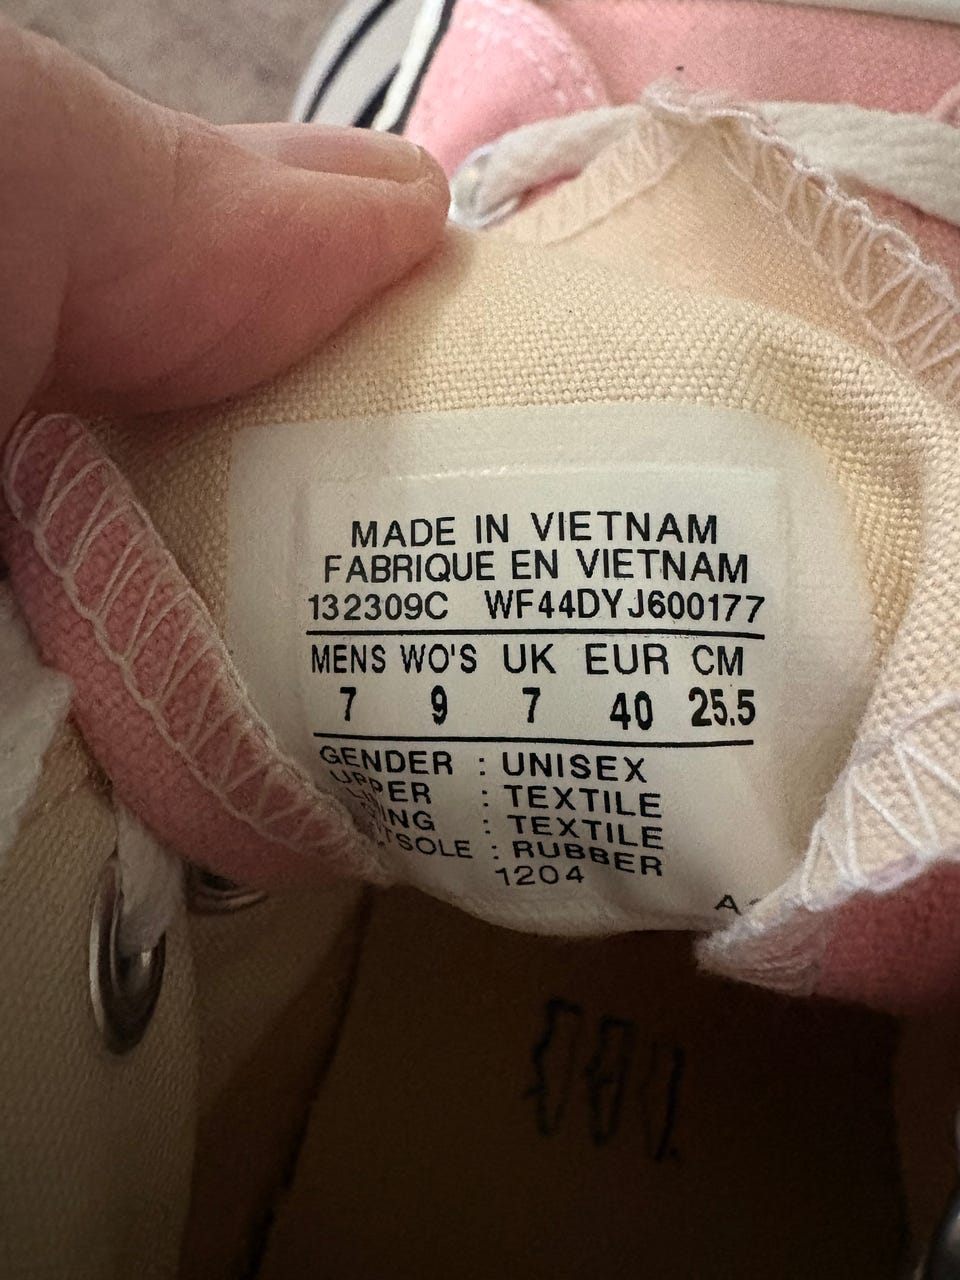 MADE IN VIETNAM
FABRIQUE EN VIETNAM
132309C WF44DYJ600177
MENS WO'S UK EUR CM
7 9 7 40 25.5
GENDER : UNISEX
UPPER : TEXTILE
: TEXTILE
: RUBBER
1204